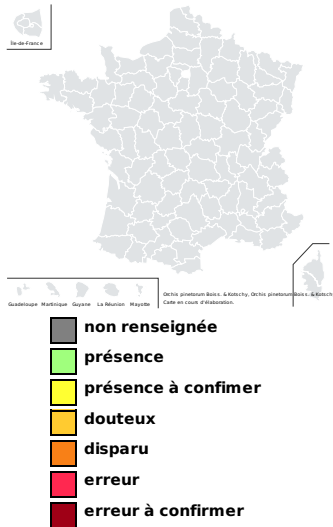 Île-de-France
Guadeloupe Martinique Guyane La Réunion Mayotte
Orchis pinetorum Boiss. & Kotschy, Orchis pinetorum Boiss. & Kotsch
Carte en cours d'élaboration.
non renseignée
présence
présence à confimer
douteux
disparu
erreur
erreur à confirmer